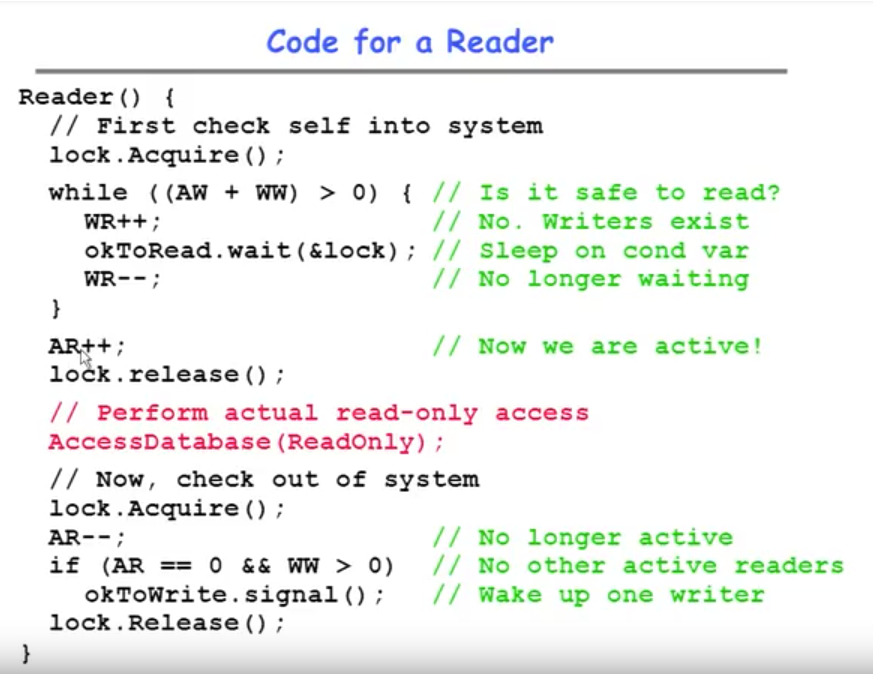 Code for a Reader
Reader() {
// First check self into system
lock.Acquire();
while ((AW + WW) > 0) { // Is it safe to read?
WR++; // No. Writers exist
okToRead.wait(&lock); // Sleep on cond var
WR--; // No longer waiting
}
AR++; // Now we are active!
lock.release();
// Perform actual read-only access
AccessDatabase(ReadOnly);
// Now, check out of system
lock.Acquire();
AR--; // No longer active
if (AR == 0 && WW > 0) // No other active readers
okToWrite.signal(); // Wake up one writer
lock.Release();
}